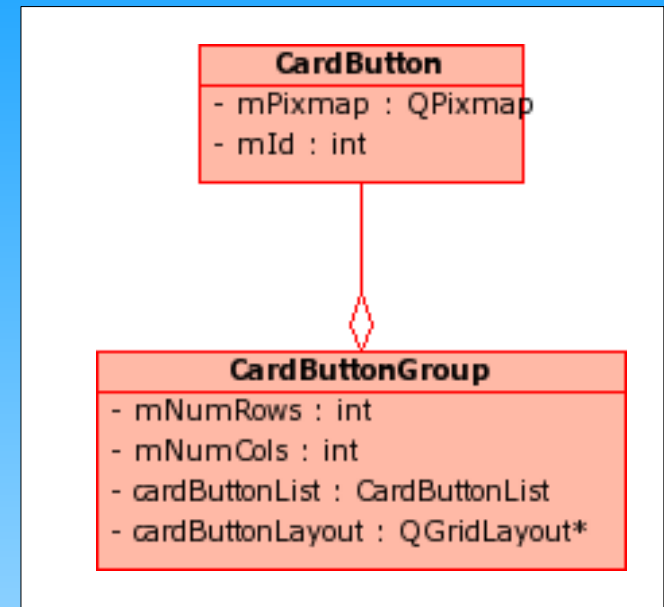 CardButton
- mPixmap : QPixmap
- mId : int
CardButtonGroup
- mNumRows : int
- mNumCols : int
- cardButtonList : CardButtonList
- cardButtonLayout : QGridLayout*